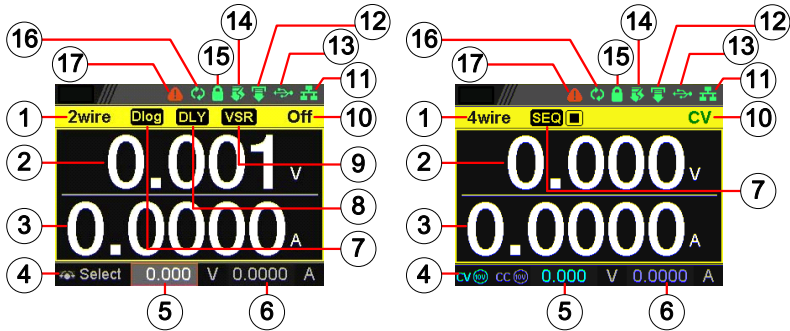 14 14
16 12 16 12
15 13 15 13
17 11 17 11
1 2wire Dlog DLY VSR Off 10 1 4wire SEQ CV 10
2 0.001 V 9 2 0.000 V
8 7
3 0.0000 A 7 3 0.0000 A
4 Select 0.000 V 0.0000 A 4 CV 10V CC 10V 0.000 V 0.0000 A
5 6 5 6